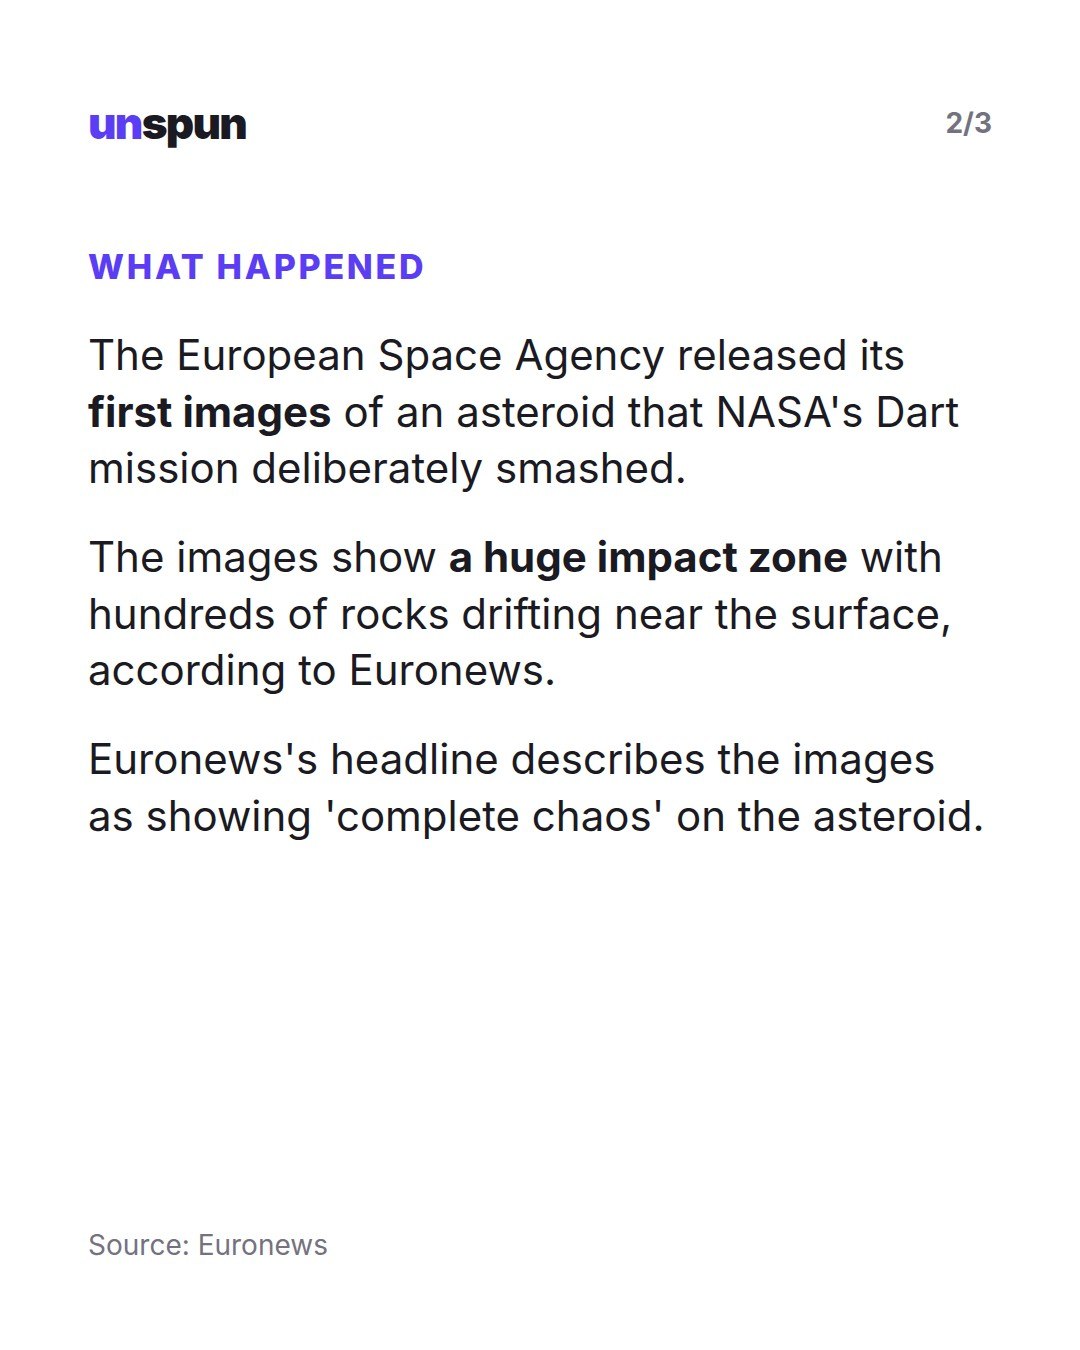 unspun
2/3
WHAT HAPPENED
The European Space Agency released its
first images of an asteroid that NASA's Dart
mission deliberately smashed.
The images show a huge impact zone with
hundreds of rocks drifting near the surface,
according to Euronews.
Euronews's headline describes the images
as showing 'complete chaos' on the asteroid.
Source: Euronews